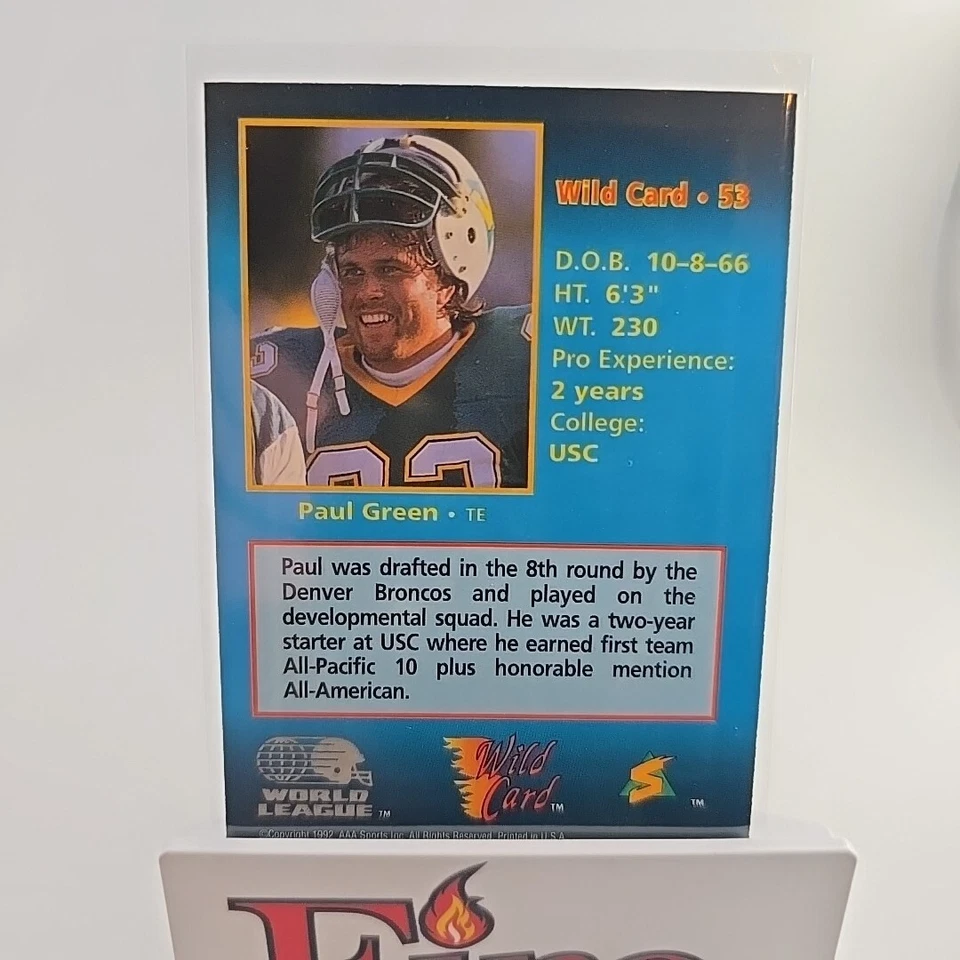 Wild Card • 53
D.O.B. 10-8-66
HT. 6'3"
WT. 230
Pro Experience:
2 years
College:
USC
Paul Green • TE
Paul was drafted in the 8th round by the
Denver Broncos and played on the
developmental squad. He was a two-year
starter at USC where he earned first team
All-Pacific 10 plus honorable mention
All-American.
WORLD
LEAGUE TM
Wild
Card TM
S TM
©Copyright 1992 AAA Sports Inc. All Rights Reserved. Printed in U.S.A.